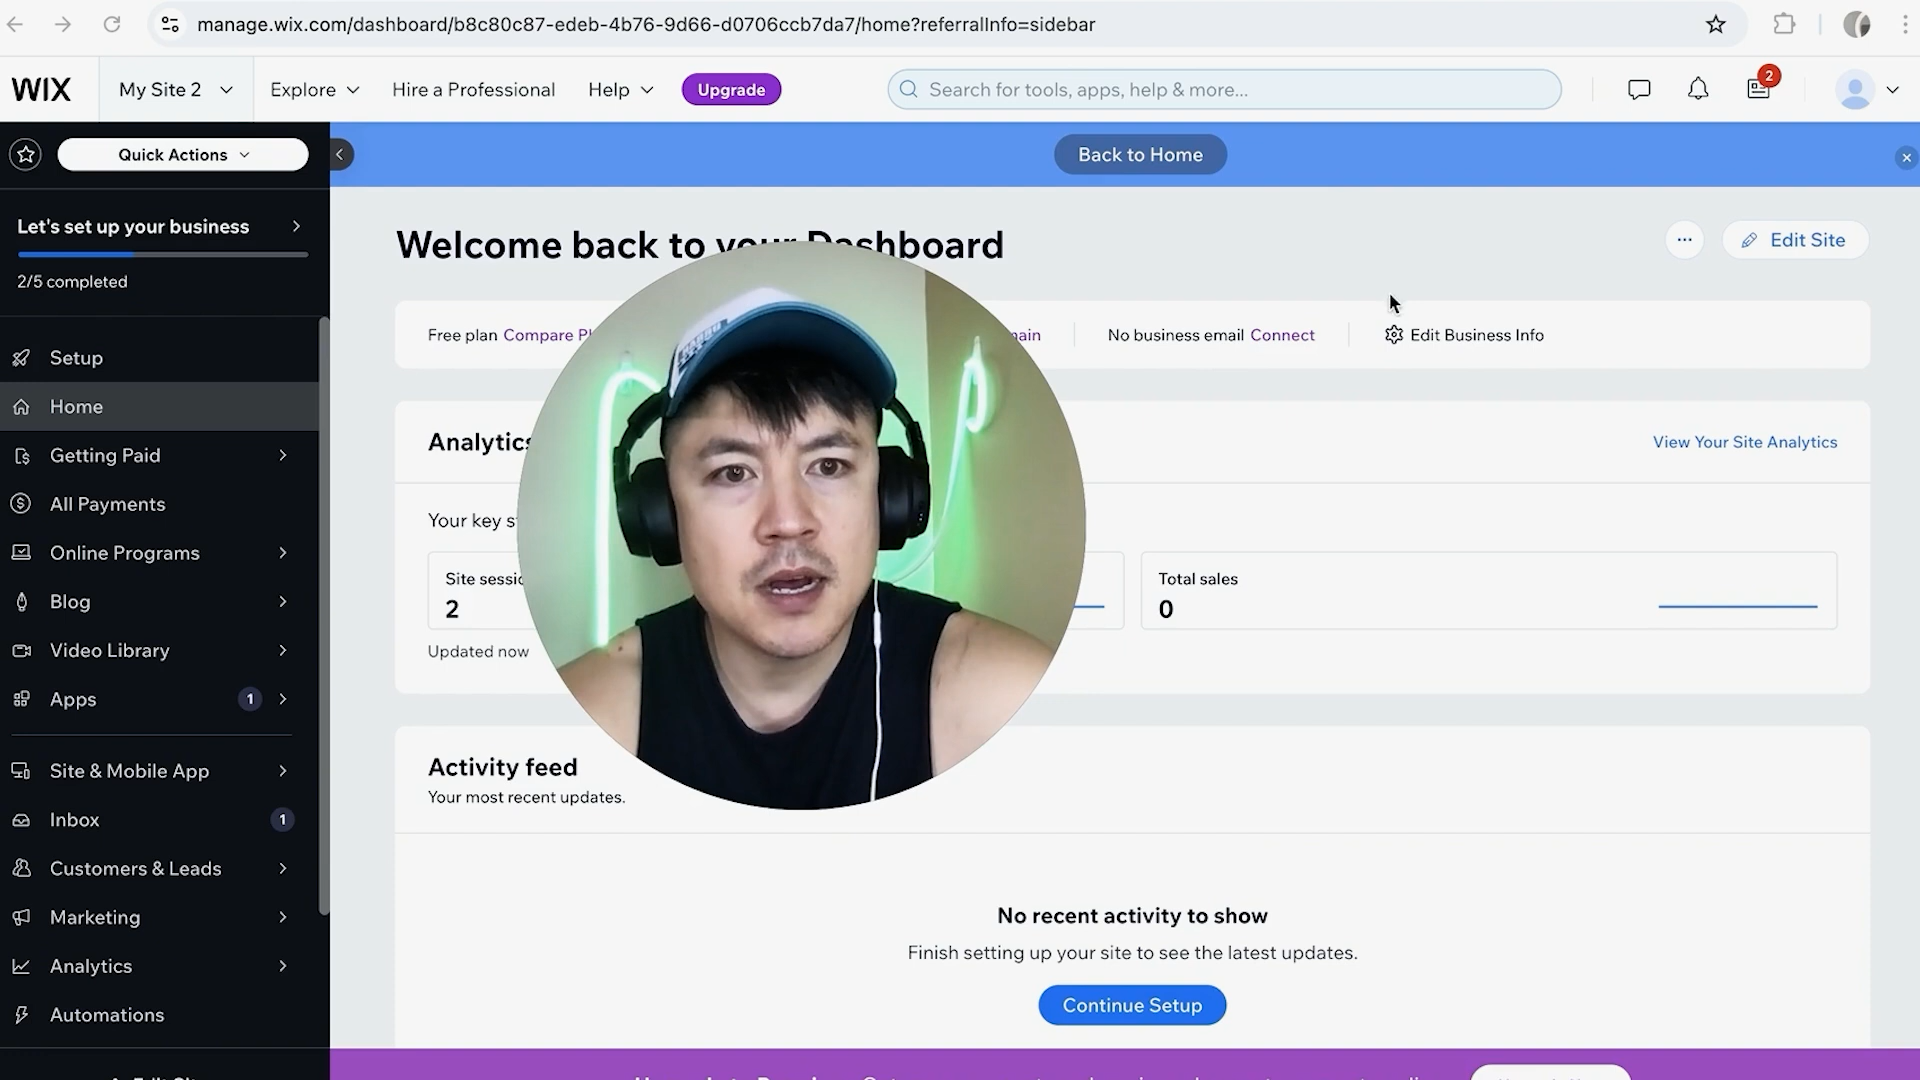 manage.wix.com/dashboard/b8c80c87-edeb-4b76-9d66-d0706ccb7da7/home?referralInfo=sidebar
WIX
My Site 2
Explore
Hire a Professional
Help
Upgrade
Search for tools, apps, help & more...
2
Quick Actions
Back to Home
Let's set up your business
2/5 completed
Setup
Home
Getting Paid
All Payments
Online Programs
Blog
Video Library
Apps
1
Site & Mobile App
Inbox
1
Customers & Leads
Marketing
Analytics
Automations
Welcome back to your Dashboard
Edit Site
Free plan Compare
No business email Connect
Edit Business Info
Analytics
View Your Site Analytics
Your key
Site
2
Total sales
0
Updated now
Activity feed
Your most recent updates.
No recent activity to show
Finish setting up your site to see the latest updates.
Continue Setup